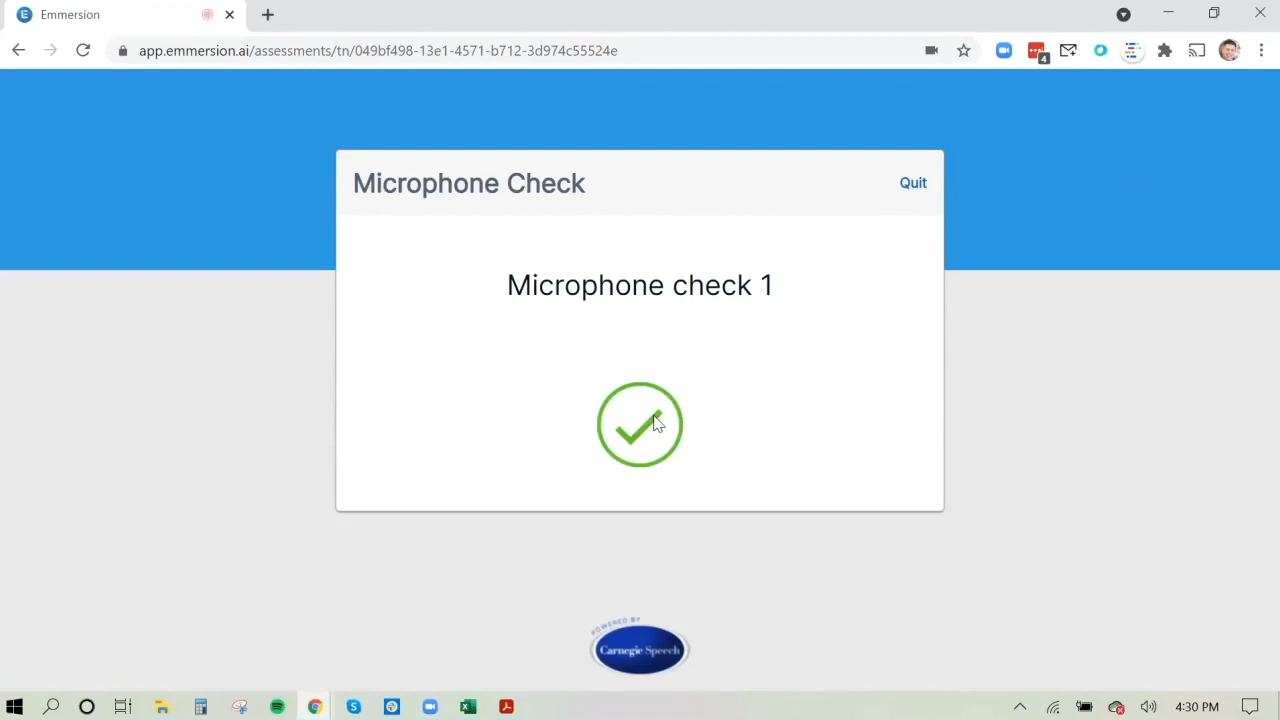 Emmersion
app.emmersion.ai/assessments/tn/049bf498-13e1-4571-b712-3d974c55524e
4
Microphone Check
Quit
Microphone check 1
POWERED BY
Carnegie Speech
4:30 PM